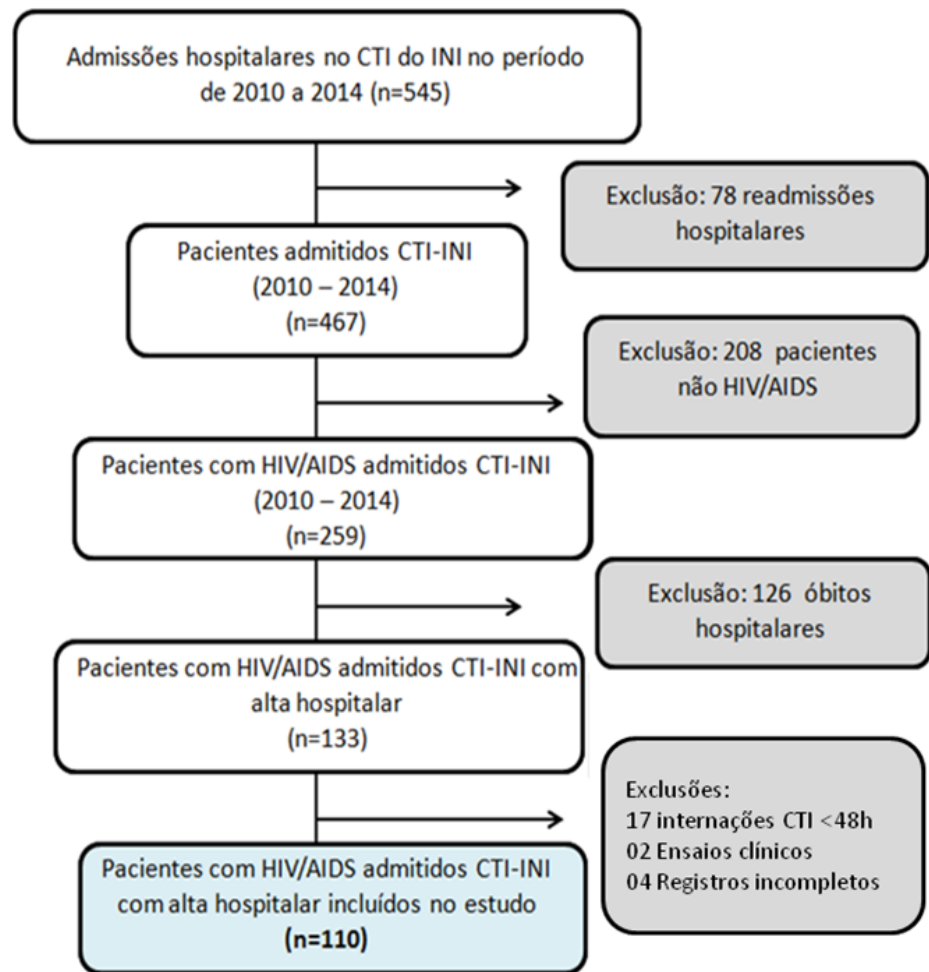 Admissões hospitalares no CTI do INI no período
de 2010 a 2014 (n=545)
Exclusão: 78 readmissões
hospitalares
Pacientes admitidos CTI-INI
(2010 – 2014)
(n=467)
Exclusão: 208 pacientes
não HIV/AIDS
Pacientes com HIV/AIDS admitidos CTI-INI
(2010 – 2014)
(n=259)
Exclusão: 126 óbitos
hospitalares
Pacientes com HIV/AIDS admitidos CTI-INI com
alta hospitalar
(n=133)
Exclusões:
17 internações CTI <48h
02 Ensaios clínicos
04 Registros incompletos
Pacientes com HIV/AIDS admitidos CTI-INI
com alta hospitalar incluídos no estudo
(n=110)